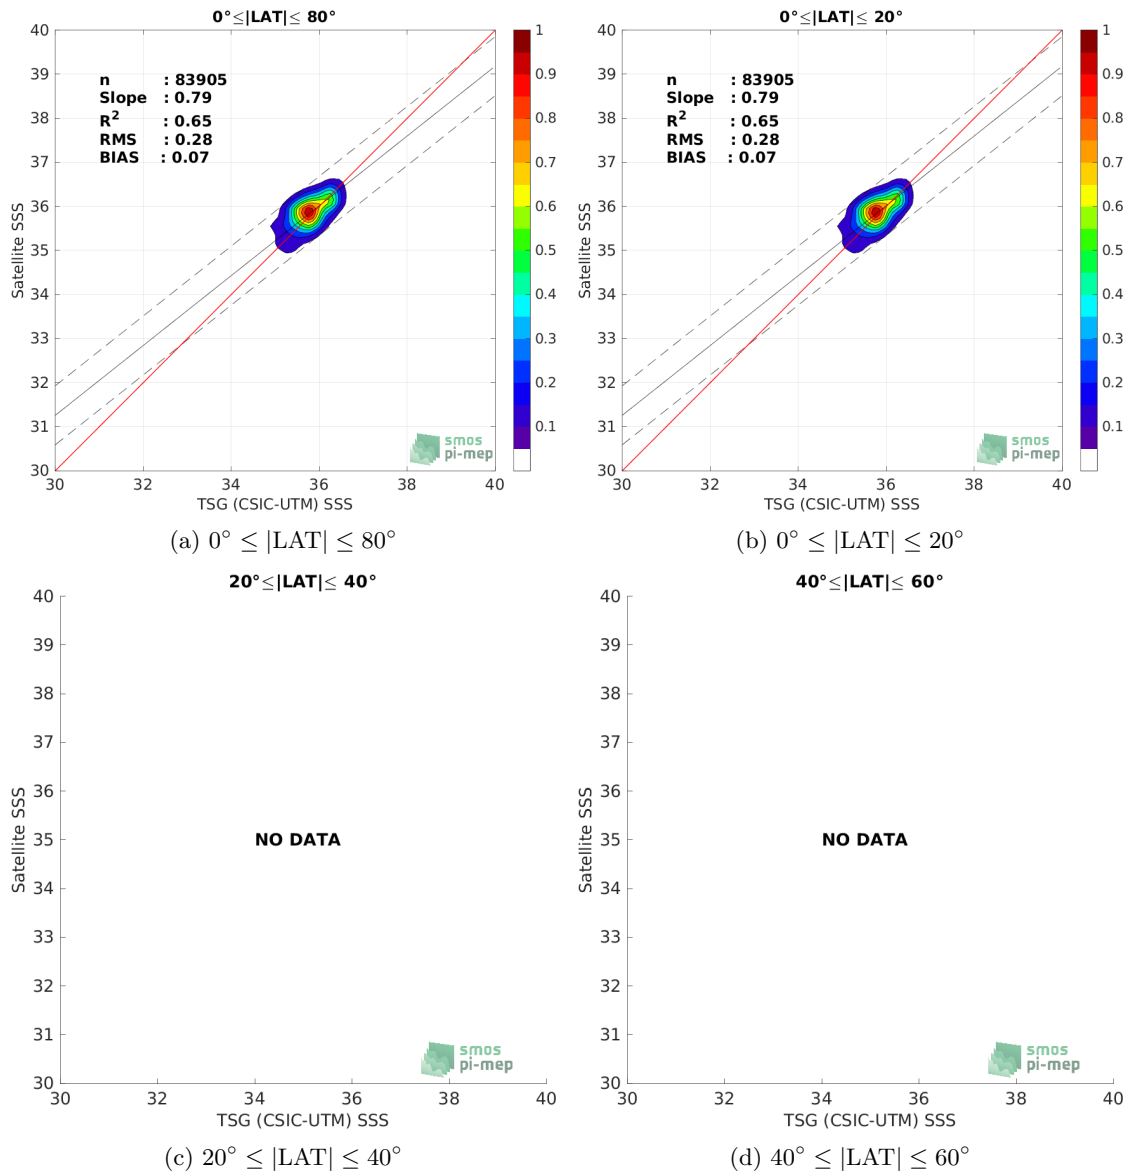 0°≤|LAT|≤ 80°
40
39
38
37
36
35
34
33
32
31
30
n : 83905
Slope : 0.79
R2 : 0.65
RMS : 0.28
BIAS : 0.07
Satellite SSS
smos
pi-mep
30 32 34 36 38 40
TSG (CSIC-UTM) SSS
1
0.9
0.8
0.7
0.6
0.5
0.4
0.3
0.2
0.1
(a) 0° ≤ |LAT| ≤ 80°
0°≤|LAT|≤ 20°
40
39
38
37
36
35
34
33
32
31
30
n : 83905
Slope : 0.79
R2 : 0.65
RMS : 0.28
BIAS : 0.07
Satellite SSS
smos
pi-mep
30 32 34 36 38 40
TSG (CSIC-UTM) SSS
1
0.9
0.8
0.7
0.6
0.5
0.4
0.3
0.2
0.1
(b) 0° ≤ |LAT| ≤ 20°
20°≤|LAT|≤ 40°
40
39
38
37
36
35
34
33
32
31
30
Satellite SSS
NO DATA
smos
pi-mep
30 32 34 36 38 40
TSG (CSIC-UTM) SSS
(c) 20° ≤ |LAT| ≤ 40°
40°≤|LAT|≤ 60°
40
39
38
37
36
35
34
33
32
31
30
Satellite SSS
NO DATA
smos
pi-mep
30 32 34 36 38 40
TSG (CSIC-UTM) SSS
(d) 40° ≤ |LAT| ≤ 60°